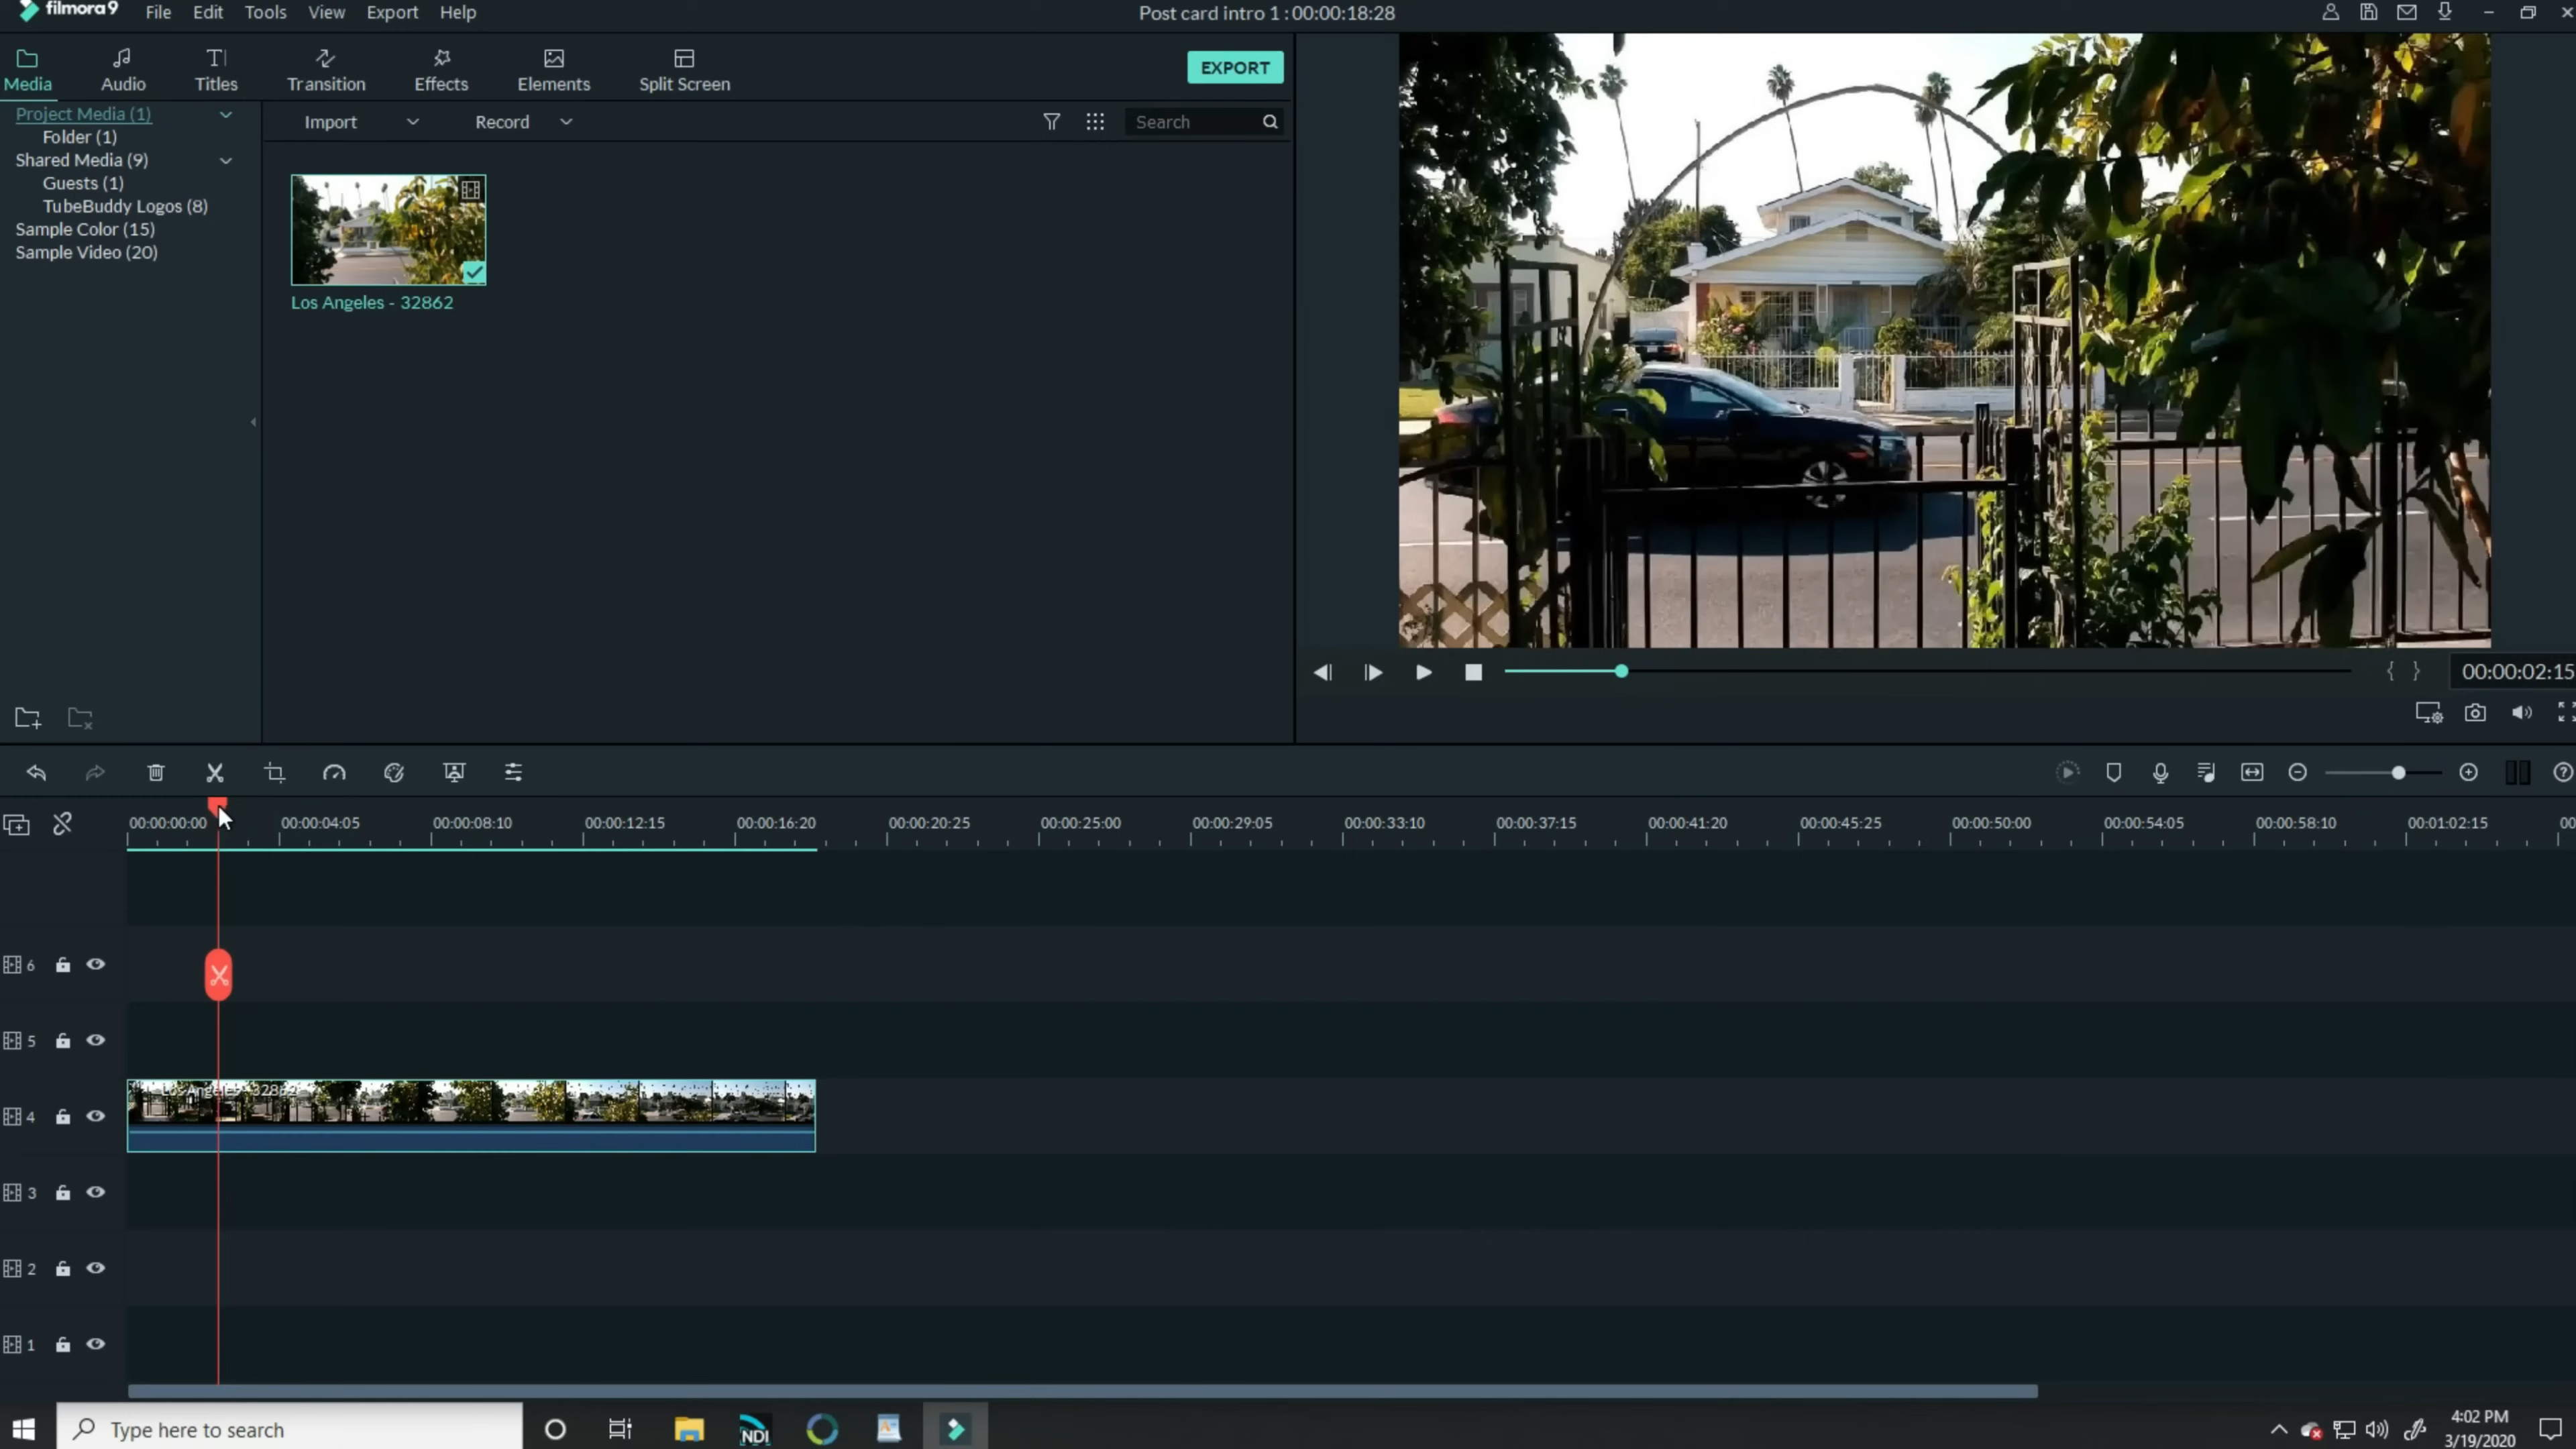 filmora9 File Edit Tools View Export Help
Post card intro 1 : 00:00:18:28
Media Audio Titles Transition Effects Elements Split Screen
EXPORT
Project Media (1)
Folder (1)
Shared Media (9)
Guests (1)
TubeBuddy Logos (8)
Sample Color (15)
Sample Video (20)
Import Record Search
Los Angeles - 32862
{ } 00:00:02:15
00:00:00:00 00:00:04:05 00:00:08:10 00:00:12:15 00:00:16:20 00:00:20:25 00:00:25:00 00:00:29:05 00:00:33:10 00:00:37:15 00:00:41:20 00:00:45:25 00:00:50:00 00:00:54:05 00:00:58:10 00:01:02:15 00
6
5
Los Angeles - 32862
4
3
2
1
Type here to search
NDI
4:02 PM
3/19/2020